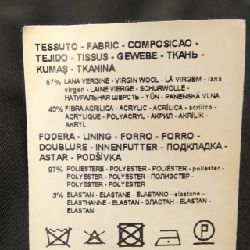 TESSUTO - FABRIC - COMPOSICAO -
TEJIDO - TISSUS - GEWEBE - ТКАНЬ -
KUMAŞ - TKANINA
57% LANA VERGINE - VIRGIN WOOL - LÃ VIRGEM - lana
virgen - LAINE VIERGE - SCHURWOLLE -
НАТУРАЛЬНАЯ ШЕРСТЬ - YÜN - PANENSKÁ VLNA
43% FIBRA ACRILICA - ACRYLIC - ACRÍLICA - acrílico -
ACRYLIQUE - POLYACRYL - АКРИЛ - AKRILIK -
AKRYL
FODERA - LINING - FORRO - FORRO -
DOUBLURE - INNENFUTTER - ПОДКЛАДКА -
ASTAR - PODŠÍVKA
97% POLIESTERE - POLYESTER - POLIÉSTER - poliéster -
POLYESTER - POLYESTER - ПОЛИЭСТЕР -
POLYESTER - POLYESTER
3% ELASTAN - ELASTANE - ELASTANO - elastano -
ELASTHANNE - ELASTAN - ЭЛАСТАН - ELASTAN -
ELASTAN